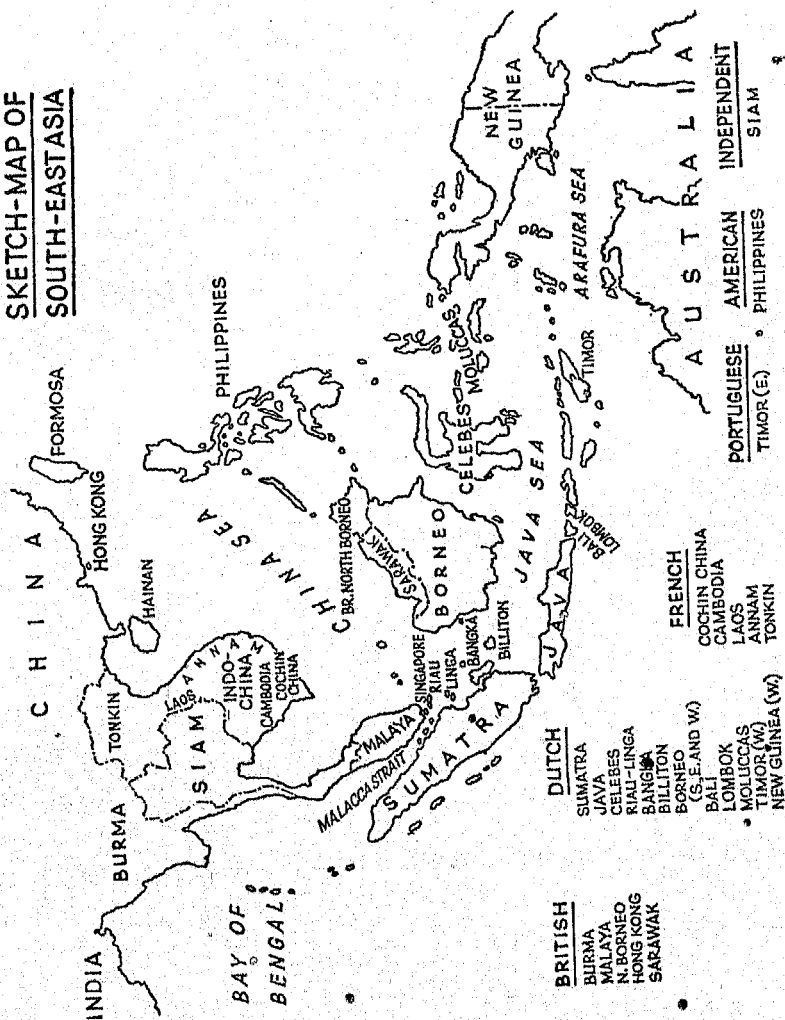 SKETCH-MAP OF
SOUTH-EAST ASIA
CHINA
FORMOSA
HONG KONG
HAINAN
INDIA
BURMA
TONKIN
LAOS
ANNAM
SIAM
INDO-
CHINA
CAMBODIA
COCHIN
CHINA
BAY OF
BENGAL
CHINA SEA
PHILIPPINES
MALAYA
MALACCA STRAIT
SINGAPORE
RIAU
LINGA
BANGKA
BILLITON
SUMATRA
BR. NORTH BORNEO
SARAWAK
BORNEO
CELEBES
MOLUCCAS
NEW
GUINEA
JAVA SEA
JAVA
BALI
LOMBOK
TIMOR
ARAFURA SEA
AUSTRALIA
BRITISH
BURMA
MALAYA
N. BORNEO
HONG KONG
SARAWAK
DUTCH
SUMATRA
JAVA
CELEBES
RIAU-LINGA
BANGKA
BILLITON
BORNEO
(S., E. AND W.)
BALI
LOMBOK
MOLUCCAS
TIMOR (W.)
NEW GUINEA (W.)
FRENCH
COCHIN CHINA
CAMBODIA
LAOS
ANNAM
TONKIN
PORTUGUESE
TIMOR (E.)
AMERICAN
PHILIPPINES
INDEPENDENT
SIAM